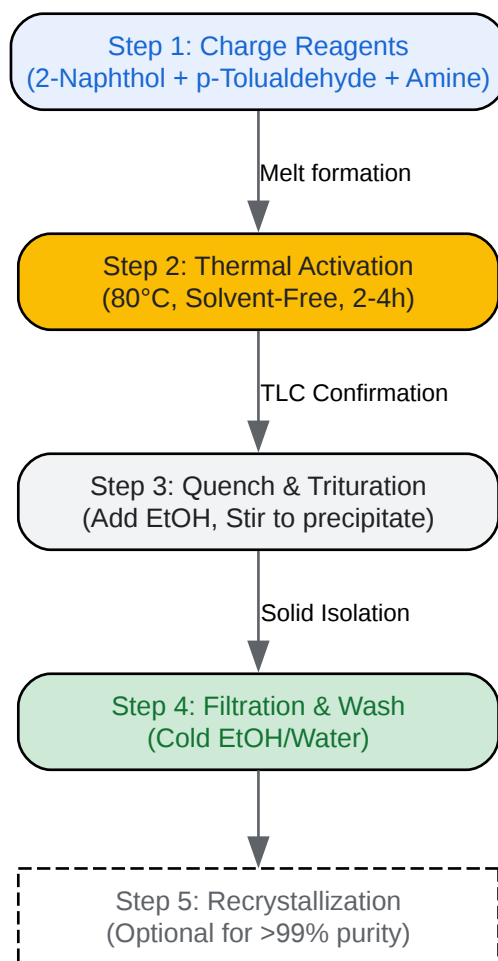 Step 1: Charge Reagents
(2-Naphthol + p-Tolualdehyde + Amine)
Melt formation
Step 2: Thermal Activation
(80°C, Solvent-Free, 2-4h)
TLC Confirmation
Step 3: Quench & Trituration
(Add EtOH, Stir to precipitate)
Solid Isolation
Step 4: Filtration & Wash
(Cold EtOH/Water)
Step 5: Recrystallization
(Optional for >99% purity)